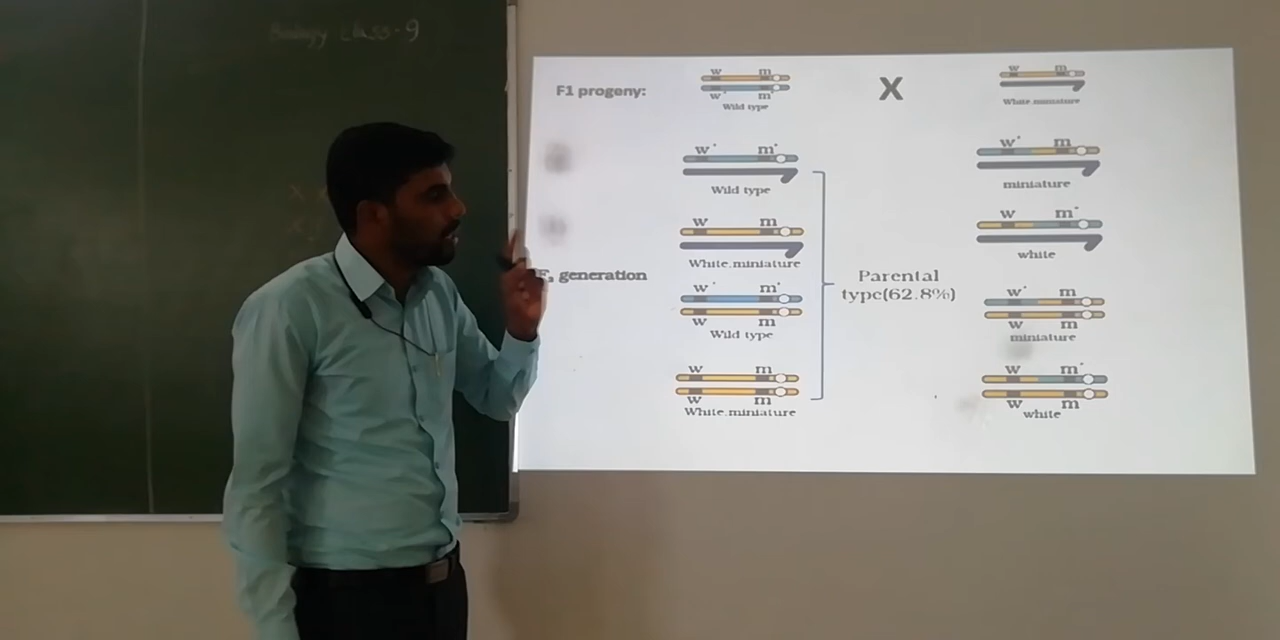 Biology class-9
F1 progeny:
w m
w+ m+
Wild type
X
w m
White.miniature
w+ m+
Wild type
w m
White.miniature
w+ m+
w m
Wild type
w m
w m
White.miniature
generation
Parental
type(62.8%)
w+ m
miniature
w m+
white
w+ m
w m
miniature
w m+
w m
white